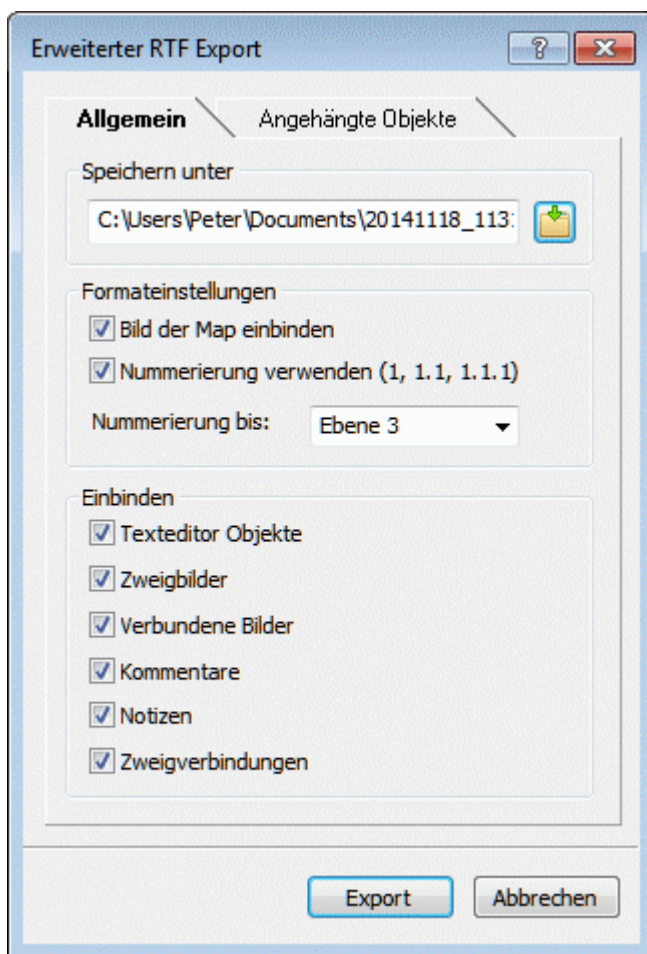 Erweiterter RTF Export
Allgemein
Angehängte Objekte
Speichern unter
C:\Users\Peter\Documents\20141118_113
Formateinstellungen
Bild der Map einbinden
Nummerierung verwenden (1, 1.1, 1.1.1)
Nummerierung bis:
Ebene 3
Einbinden
Texteditor Objekte
Zweigbilder
Verbundene Bilder
Kommentare
Notizen
Zweigverbindungen
Export
Abbrechen